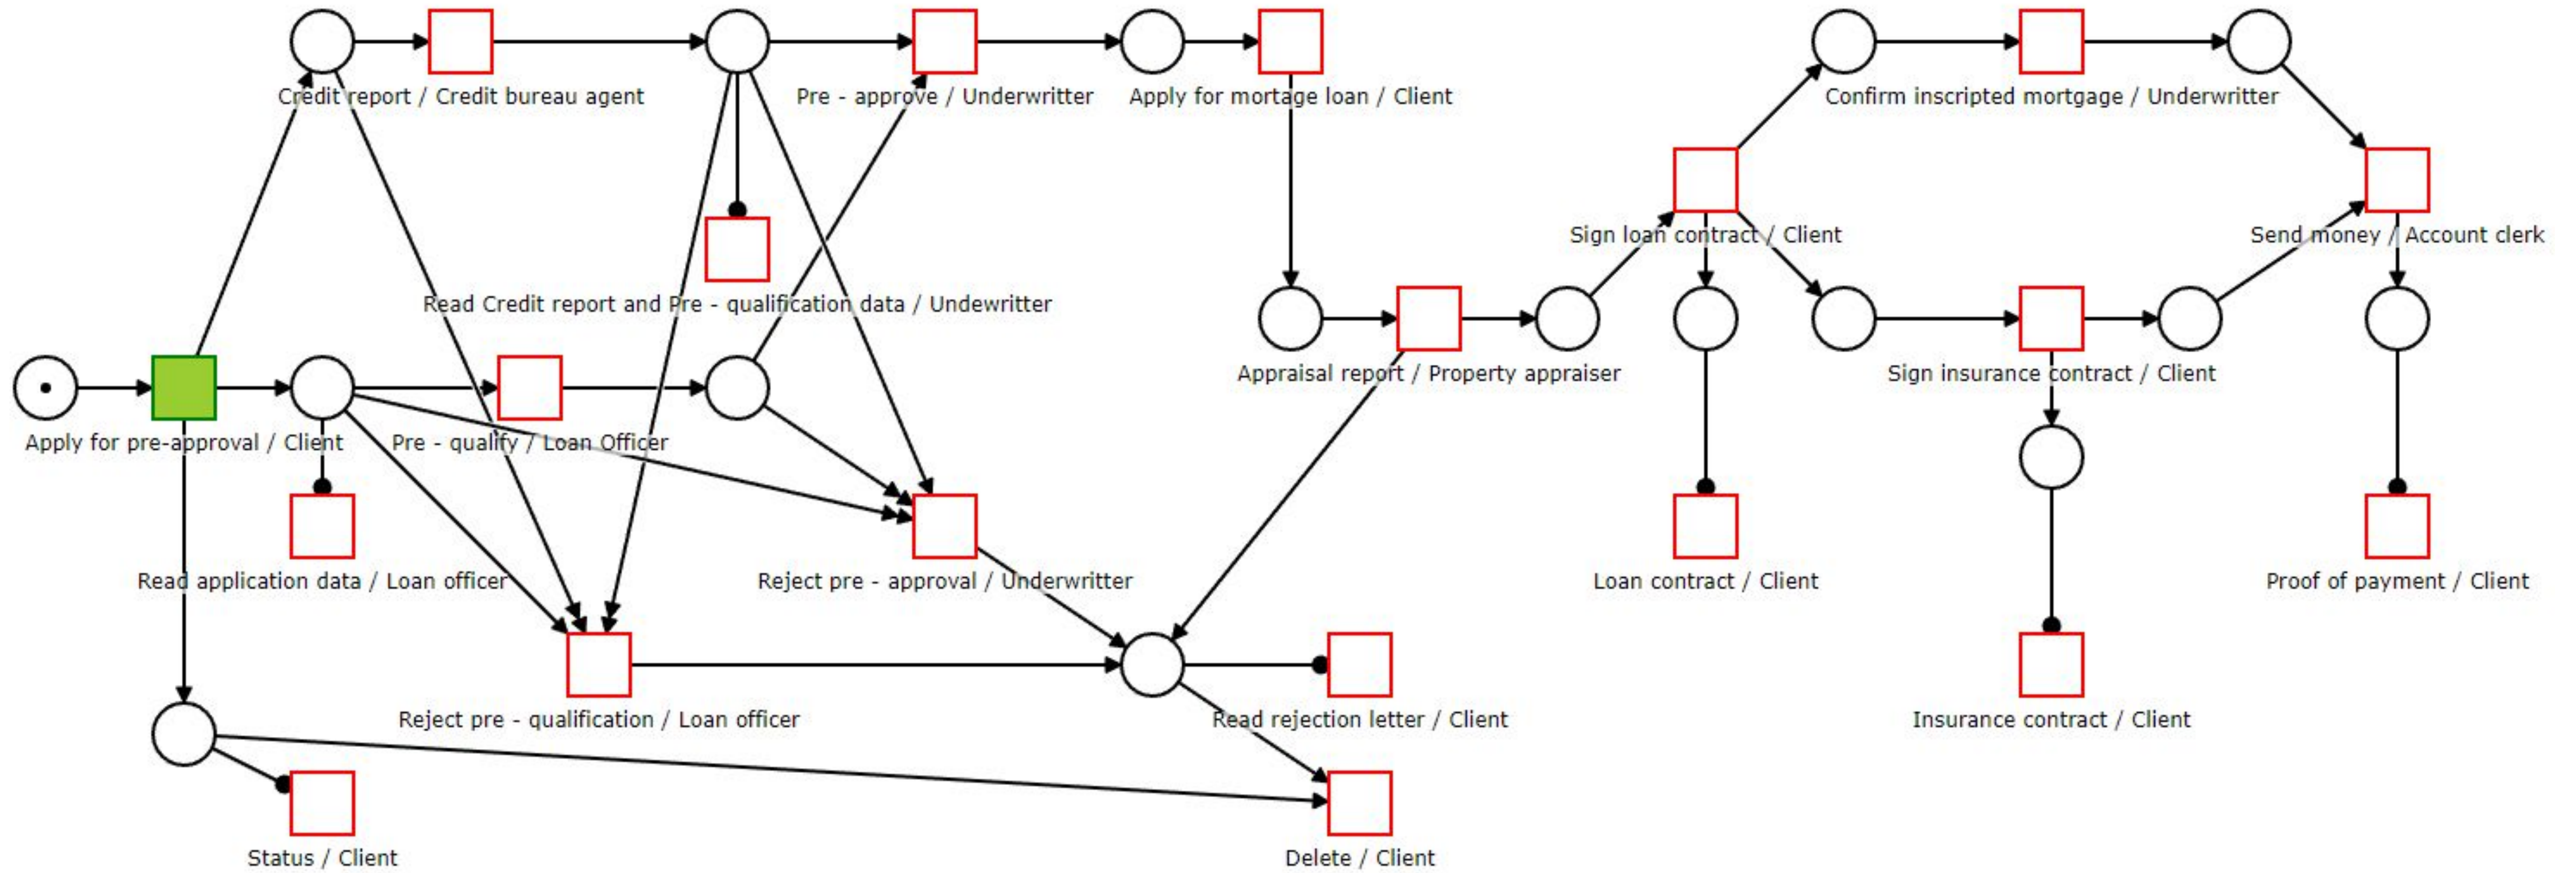 Credit report / Credit bureau agent
Pre - approve / Underwritter
Apply for mortage loan / Client
Confirm inscripted mortgage / Underwritter
Sign loan contract / Client
Send money / Account clerk
Read Credit report and Pre - qualification data / Undewritter
Appraisal report / Property appraiser
Sign insurance contract / Client
Apply for pre-approval / Client
Pre - qualify / Loan Officer
Read application data / Loan officer
Reject pre - approval / Underwritter
Loan contract / Client
Proof of payment / Client
Reject pre - qualification / Loan officer
Read rejection letter / Client
Insurance contract / Client
Status / Client
Delete / Client